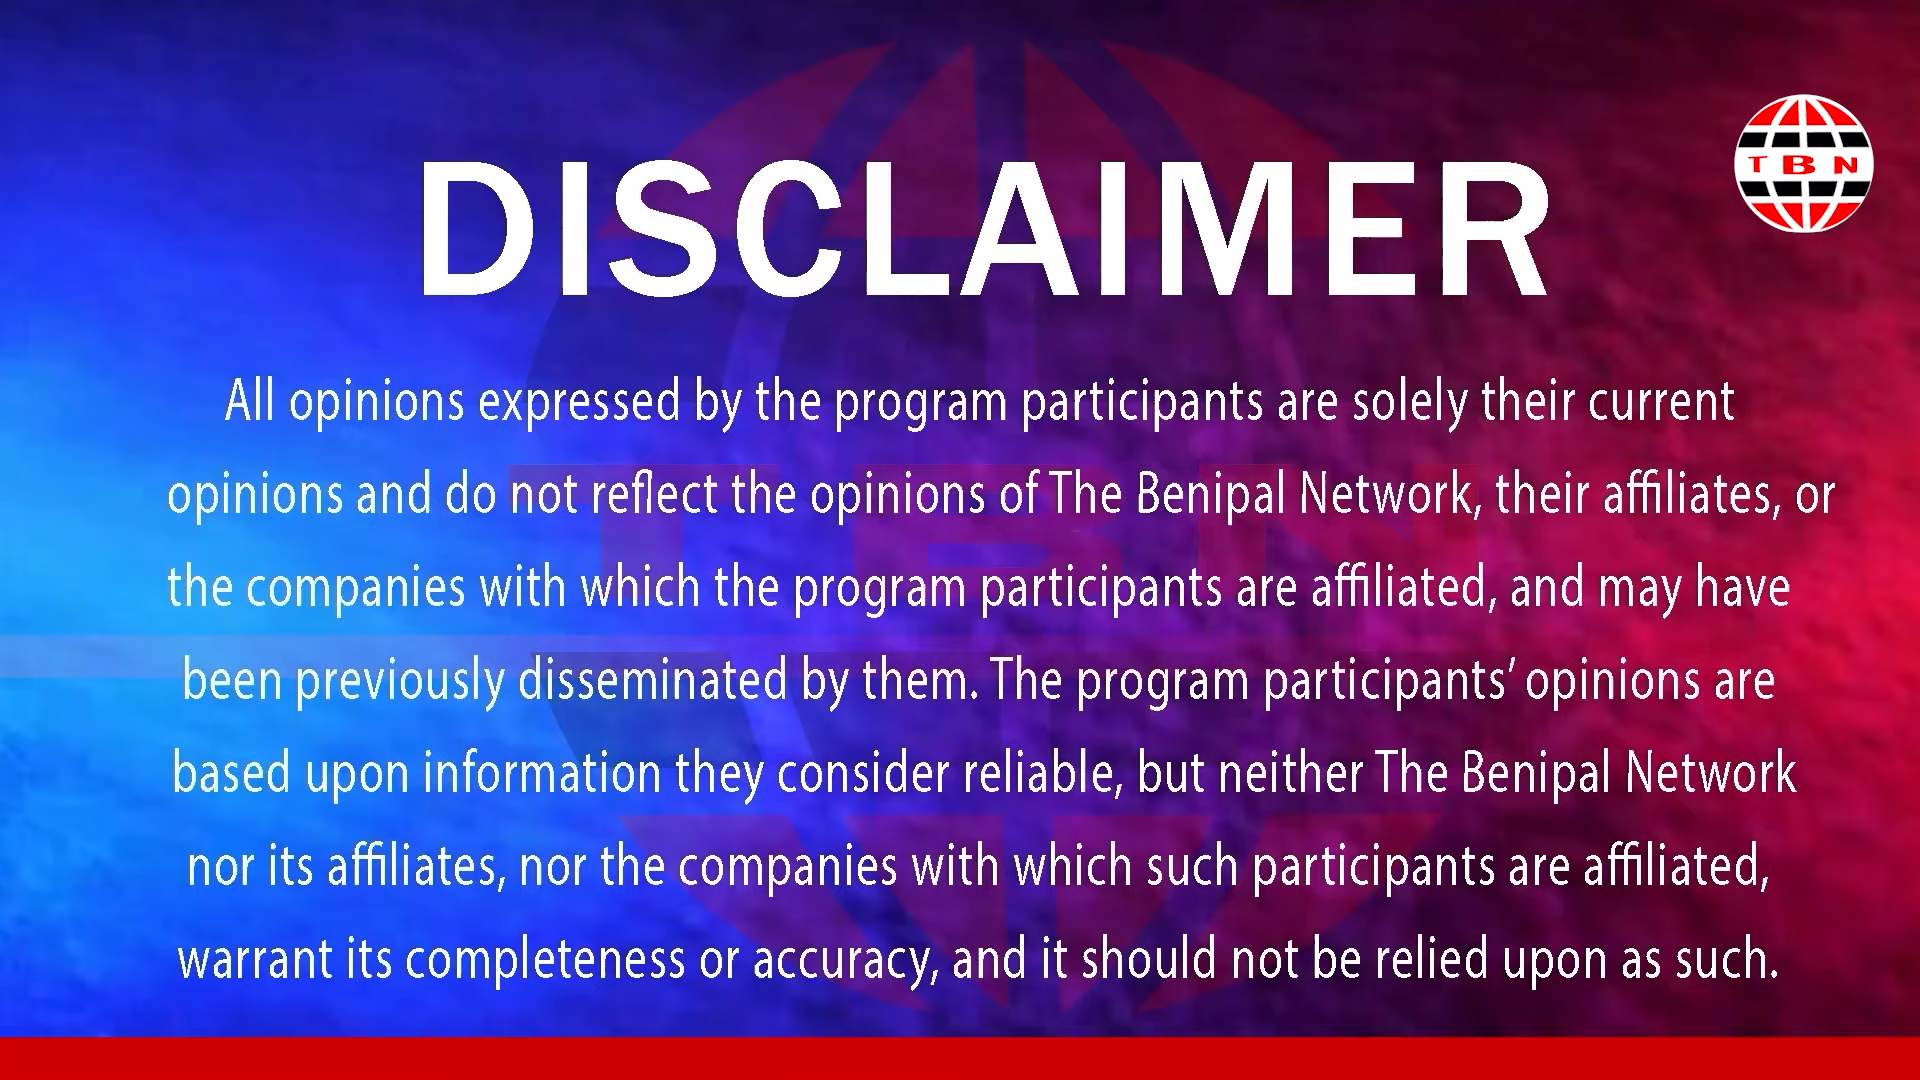 TBN
DISCLAIMER
All opinions expressed by the program participants are solely their current
opinions and do not reflect the opinions of The Benipal Network, their affiliates, or
the companies with which the program participants are affiliated, and may have
been previously disseminated by them. The program participants’ opinions are
based upon information they consider reliable, but neither The Benipal Network
nor its affiliates, nor the companies with which such participants are affiliated,
warrant its completeness or accuracy, and it should not be relied upon as such.
TBN